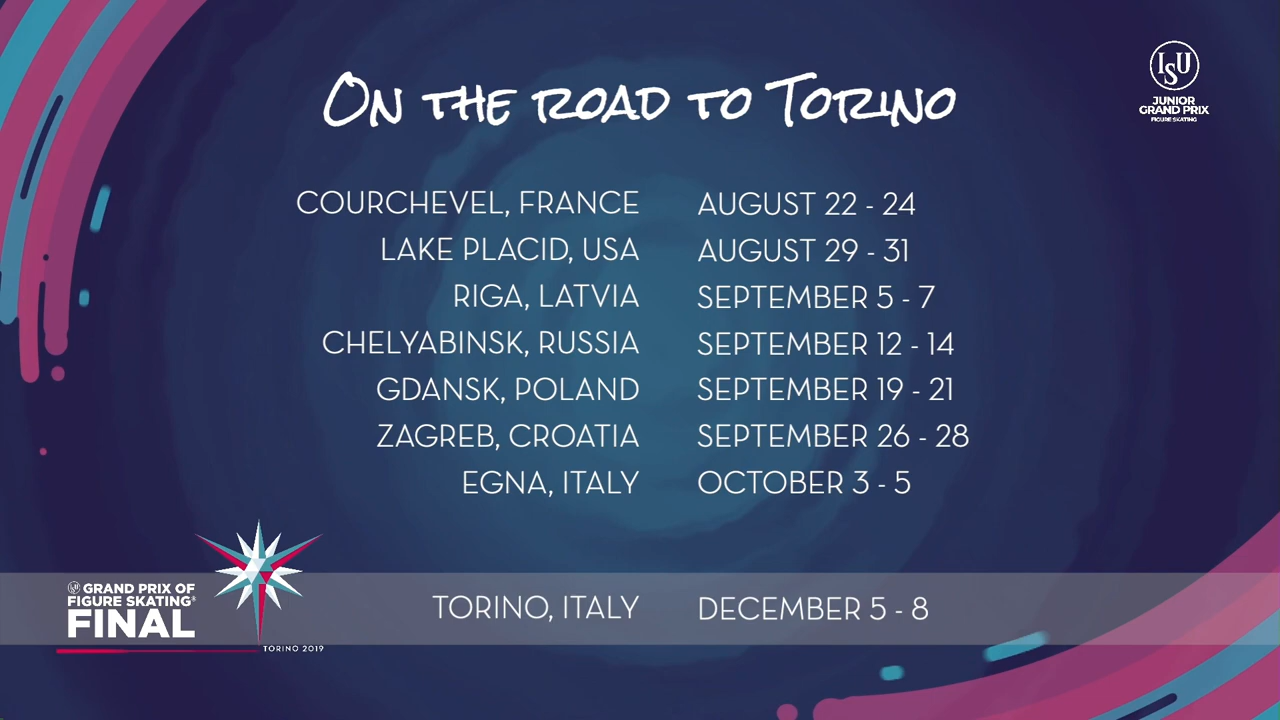 On the road to Torino
ISU
JUNIOR
GRAND PRIX
FIGURE SKATING
COURCHEVEL, FRANCE AUGUST 22 - 24
LAKE PLACID, USA AUGUST 29 - 31
RIGA, LATVIA SEPTEMBER 5 - 7
CHELYABINSK, RUSSIA SEPTEMBER 12 - 14
GDANSK, POLAND SEPTEMBER 19 - 21
ZAGREB, CROATIA SEPTEMBER 26 - 28
EGNA, ITALY OCTOBER 3 - 5
ISU GRAND PRIX OF
FIGURE SKATING®
FINAL
TORINO 2019
TORINO, ITALY DECEMBER 5 - 8